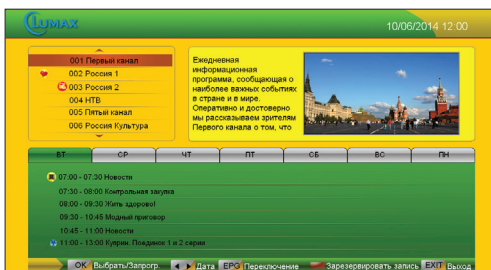 LUMAX
10/06/2014 12:00
001 Первый канал
002 Россия 1
003 Россия 2
004 НТВ
005 Пятый канал
006 Россия Культура
Ежедневная
информационная
программа, сообщающая о
наиболее важных событиях
в стране и в мире.
Оперативно и достоверно
мы рассказываем зрителям
Первого канала о том, что
ВТ СР ЧТ ПТ СБ ВС ПН
07:00 - 07:30 Новости
07:30 - 08:00 Контрольная закупка
08:00 - 09:30 Жить здорово!
09:30 - 10:45 Модный приговор
10:45 - 11:00 Новости
11:00 - 13:00 Куприн. Поединок 1 и 2 серии
OK Выбрать/Запрогр. Дата EPG Переключение Зарезервировать запись EXIT Выход